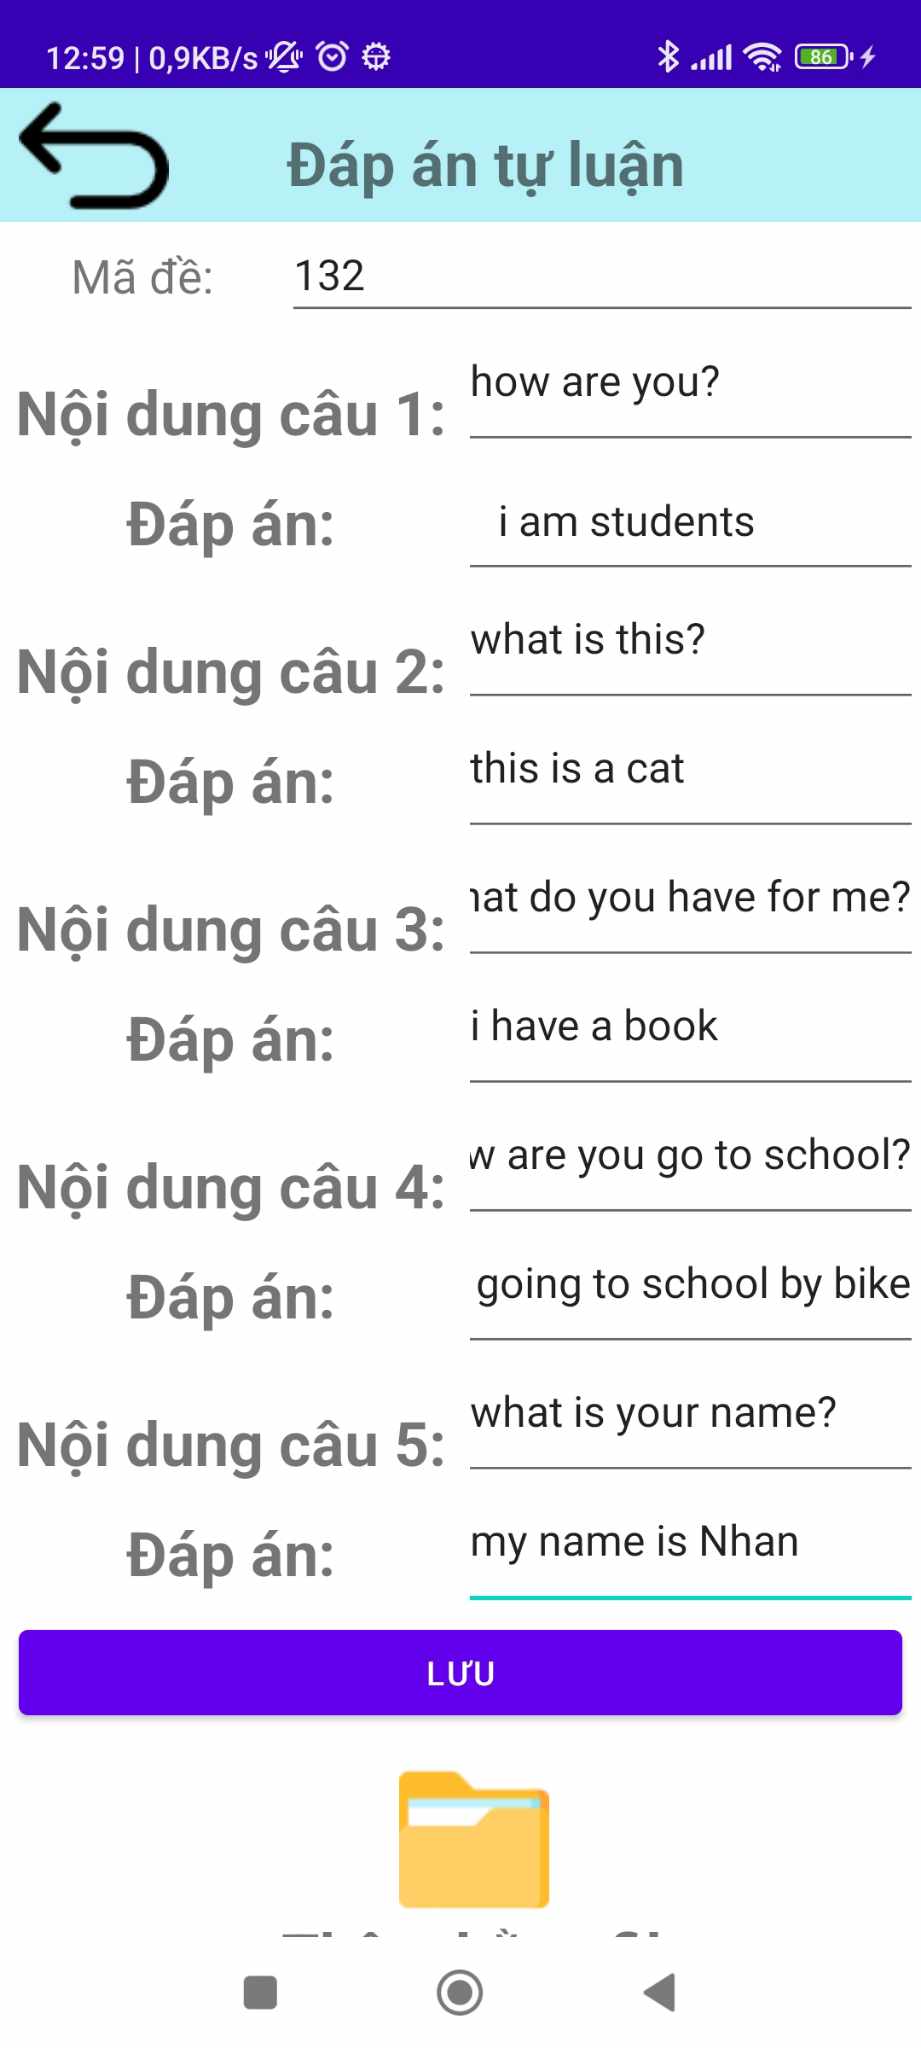 12:59 | 0,9KB/s 86
Đáp án tự luận
Mã đề: 132
Nội dung câu 1: how are you?
Đáp án: i am students
Nội dung câu 2: what is this?
Đáp án: this is a cat
Nội dung câu 3: hat do you have for me?
Đáp án: i have a book
Nội dung câu 4: w are you go to school?
Đáp án: going to school by bike
Nội dung câu 5: what is your name?
Đáp án: my name is Nhan
LƯU